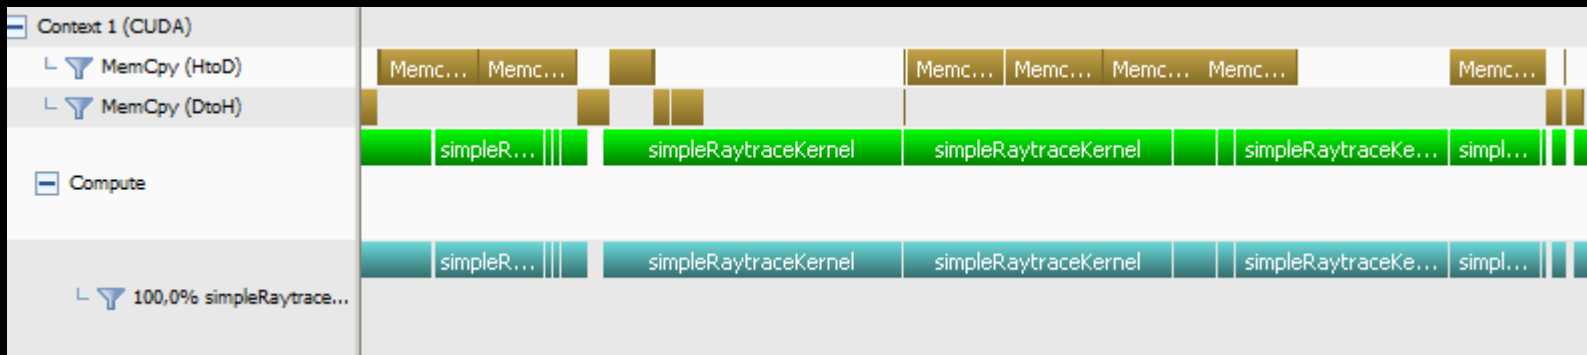 Context 1 (CUDA)
MemCpy (HtoD) Memc... Memc... Memc... Memc... Memc... Memc... Memc...
MemCpy (DtoH)
simpleR... simpleRaytraceKernel simpleRaytraceKernel simpleRaytraceKe... simpl...
Compute
simpleR... simpleRaytraceKernel simpleRaytraceKernel simpleRaytraceKe... simpl...
100,0% simpleRaytrace...